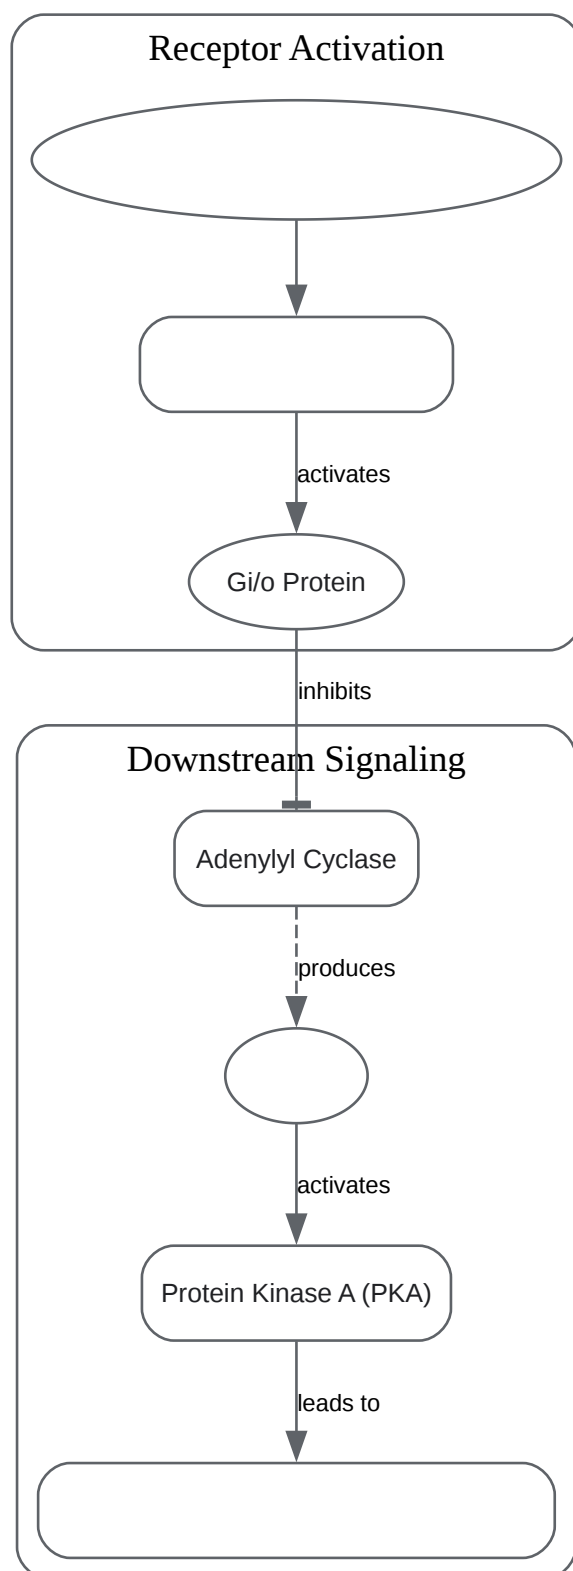 Receptor Activation
activates
Gi/o Protein
inhibits
Downstream Signaling
Adenylyl Cyclase
produces
activates
Protein Kinase A (PKA)
leads to